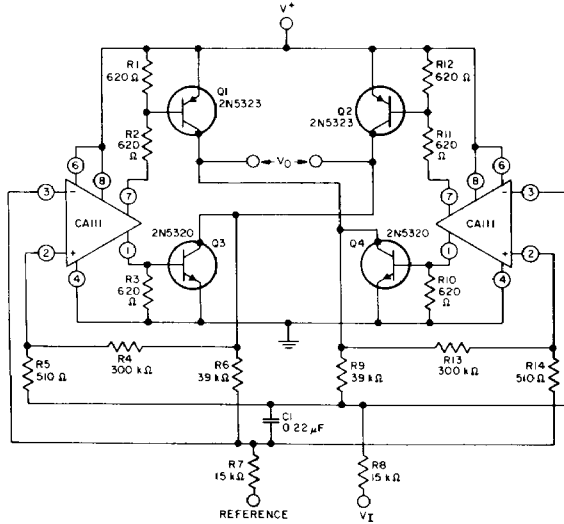 V+
R1
620 Ω
Q1
2N5323
R12
620 Ω
Q2
2N5323
R2
620
Ω
R11
620
Ω
6
8
7
VO
7
8
6
3
−
CA111
2
+
4
1
2N5320
Q3
Q4
2N5320
1
CA111
−
3
+
2
4
R3
620
Ω
R10
620
Ω
R4
300 kΩ
R5
510 Ω
R6
39 kΩ
R9
39 kΩ
R13
300 kΩ
R14
510 Ω
C1
0.22 μF
R7
15 kΩ
R8
15 kΩ
REFERENCE
VI